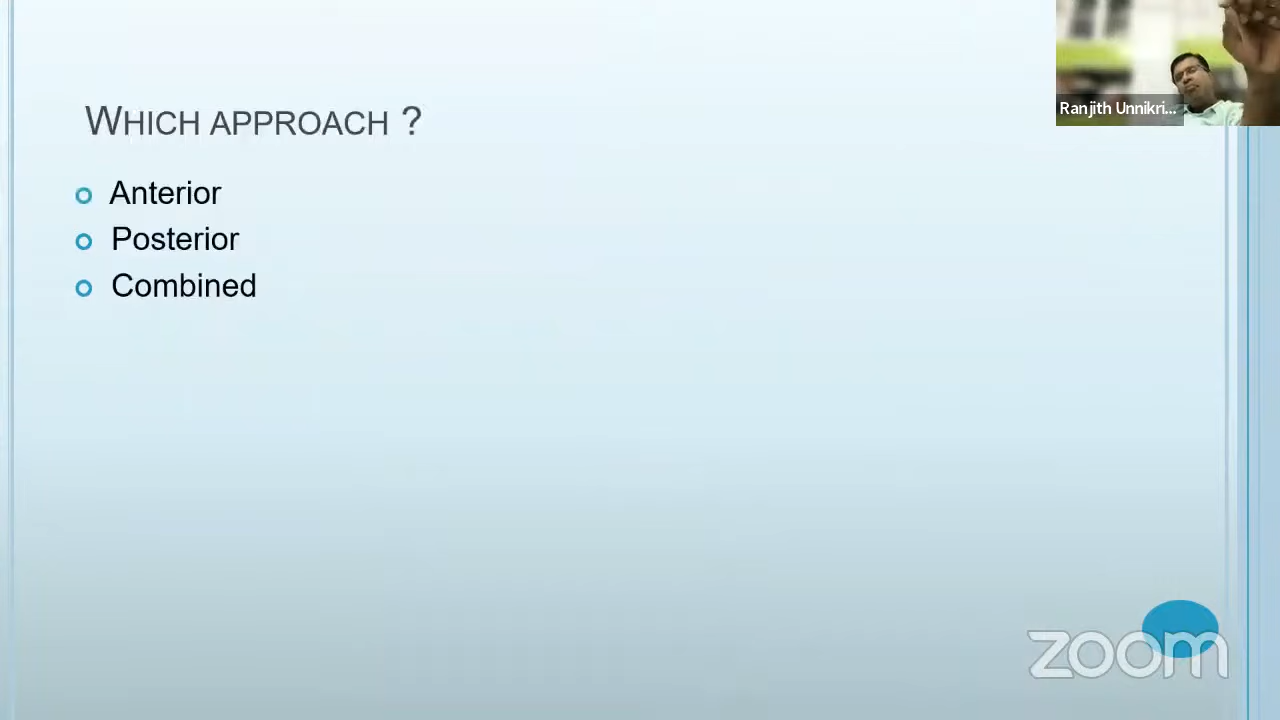 Ranjith Unnikri...
WHICH APPROACH ?
Anterior
Posterior
Combined
zoom